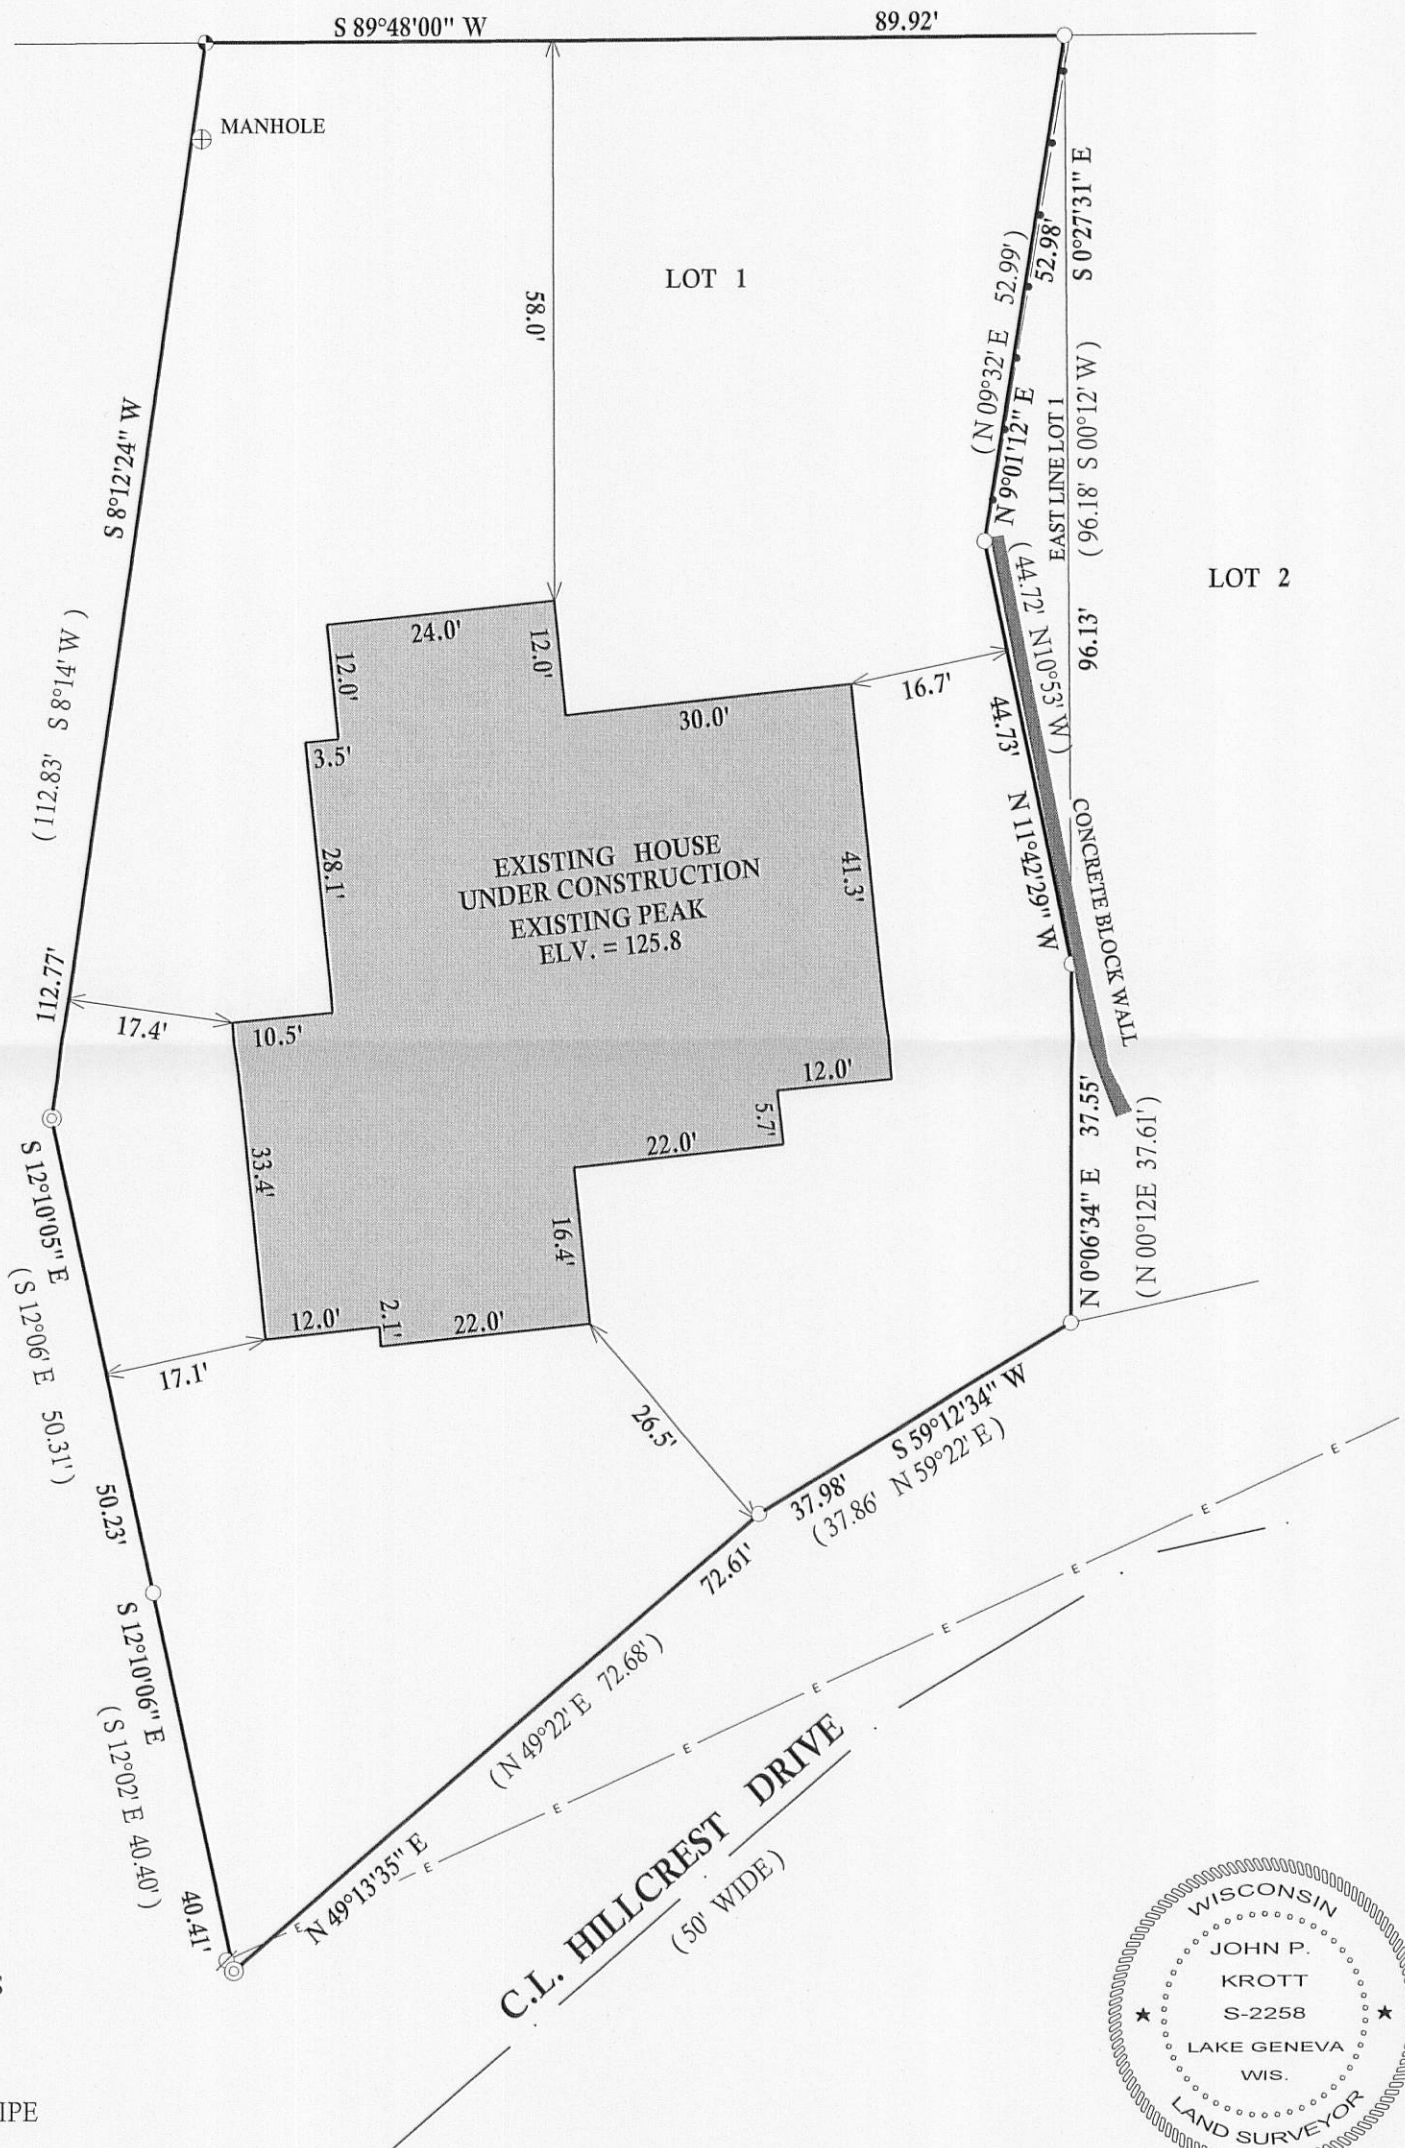 S 89°48'00" W
89.92'
MANHOLE
LOT 1
58.0'
S 8°12'24" W
( 112.83' S 8°14' W )
112.77'
( N 09°32' E 52.99' )
52.98'
N 9°01'12" E
S 0°27'31" E
EAST LINE LOT 1
( 96.18' S 00°12' W )
96.13'
LOT 2
( 44.72' N10°53' W )
44.73' N 11°42'29" W
CONCRETE BLOCK WALL
24.0'
12.0'
12.0'
3.5'
30.0'
16.7'
28.1'
41.3'
EXISTING HOUSE
UNDER CONSTRUCTION
EXISTING PEAK
ELV. = 125.8
17.4'
10.5'
12.0'
5.7'
22.0'
33.4'
16.4'
12.0'
2.1'
22.0'
17.1'
26.5'
N 0°06'34" E 37.55'
( N 00°12E 37.61' )
S 12°10'05" E
( S 12°06' E 50.31' )
50.23'
S 59°12'34" W
37.98'
( 37.86' N 59°22' E )
72.61'
( N 49°22' E 72.68' )
N 49°13'35" E
S 12°10'06" E
( S 12°02' E 40.40' )
40.41'
E
E
E
E
E
E
E
E
E
C.L. HILLCREST DRIVE
( 50' WIDE )
WISCONSIN
JOHN P.
KROTT
S-2258
LAKE GENEVA
WIS.
LAND SURVEYOR
IPE